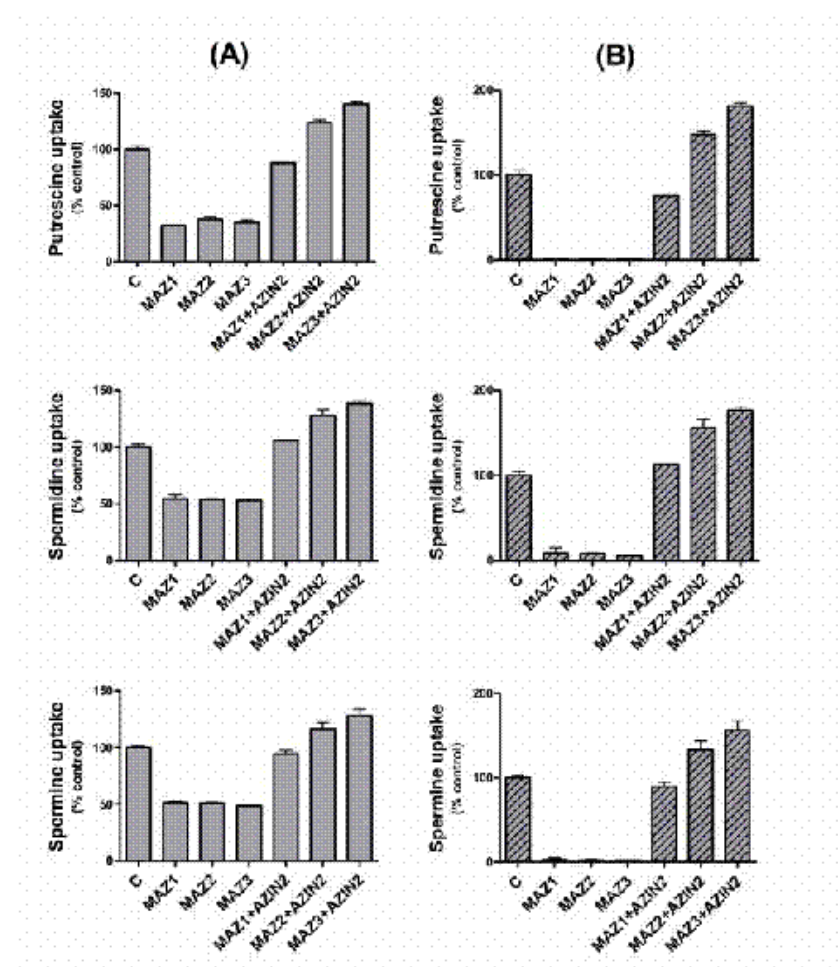 (A)
(B)
Putrescine uptake
(% control)
150
100
50
0
C
MAZ1
MAZ2
MAZ3
MAZ1+AZIN2
MAZ2+AZIN2
MAZ3+AZIN2
Putrescine uptake
(% control)
200
100
0
C
MAZ1
MAZ2
MAZ3
MAZ1+AZIN2
MAZ2+AZIN2
MAZ3+AZIN2
Spermidine uptake
(% control)
150
100
50
0
C
MAZ1
MAZ2
MAZ3
MAZ1+AZIN2
MAZ2+AZIN2
MAZ3+AZIN2
Spermidine uptake
(% control)
200
100
0
C
MAZ1
MAZ2
MAZ3
MAZ1+AZIN2
MAZ2+AZIN2
MAZ3+AZIN2
Spermine uptake
(% control)
150
100
50
0
C
MAZ1
MAZ2
MAZ3
MAZ1+AZIN2
MAZ2+AZIN2
MAZ3+AZIN2
Spermine uptake
(% control)
200
100
0
C
MAZ1
MAZ2
MAZ3
MAZ1+AZIN2
MAZ2+AZIN2
MAZ3+AZIN2